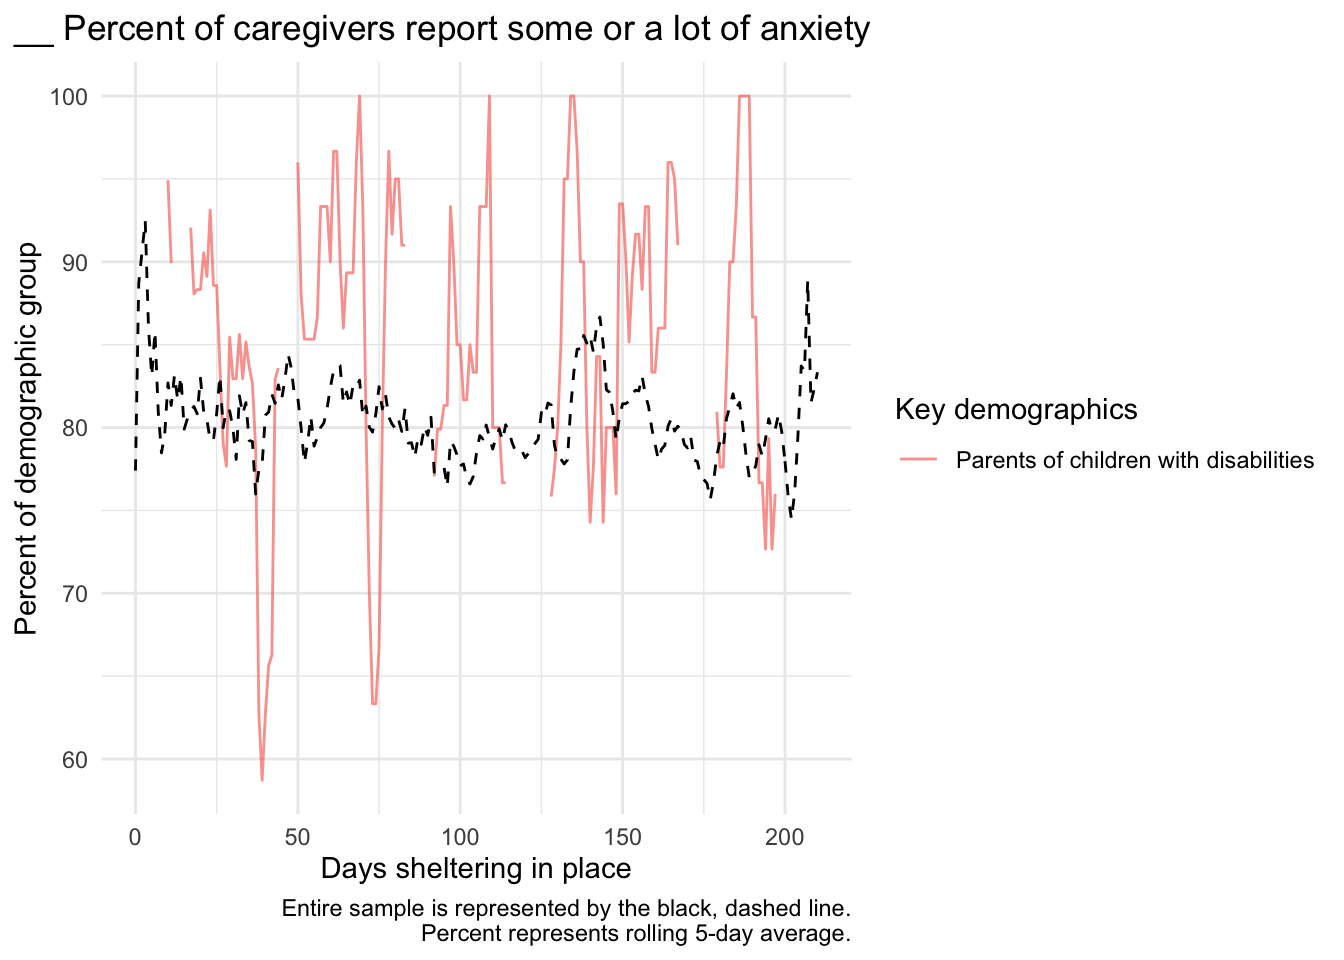 __ Percent of caregivers report some or a lot of anxiety
Percent of demographic group
100
90
80
70
60
0
50
100
150
200
Days sheltering in place
Key demographics
Parents of children with disabilities
Entire sample is represented by the black, dashed line.
Percent represents rolling 5-day average.